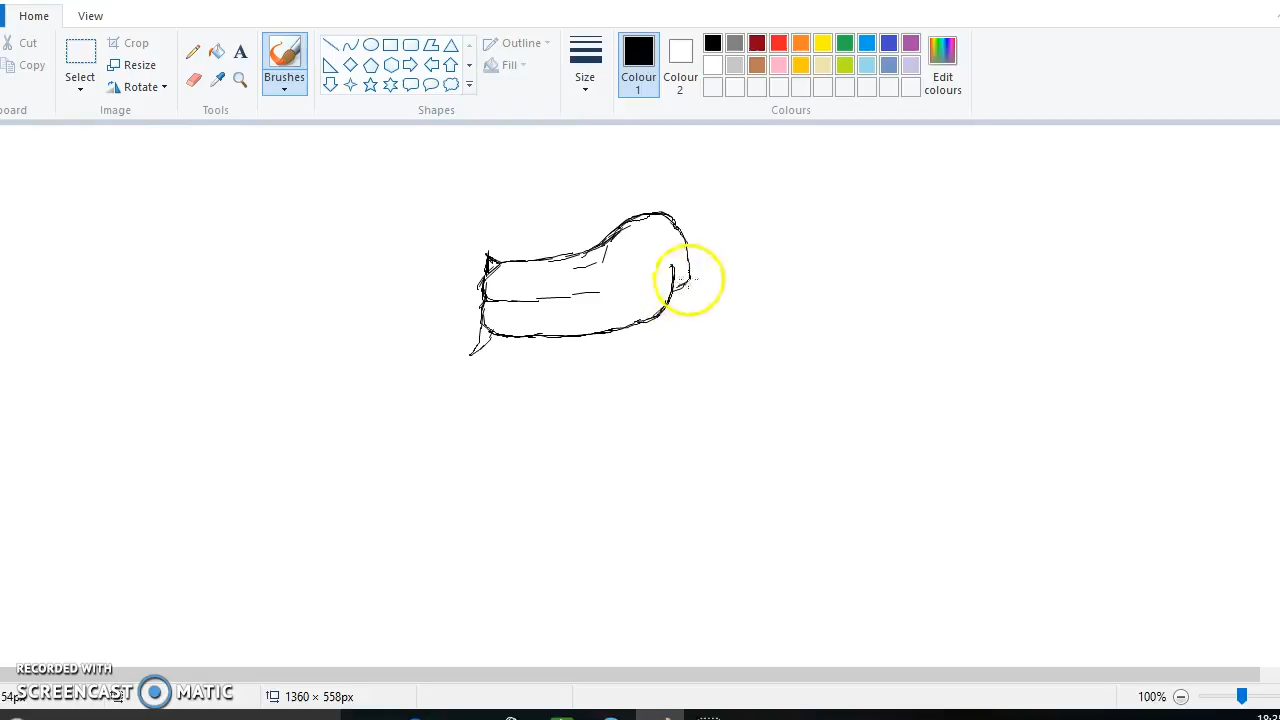 Home View
Cut Crop Outline
Copy Select Resize Brushes Fill Size Colour 1 Colour 2 Edit colours
Rotate
Image Tools Shapes Colours
RECORDED WITH
SCREENCAST MATIC
1360 × 558px 100%